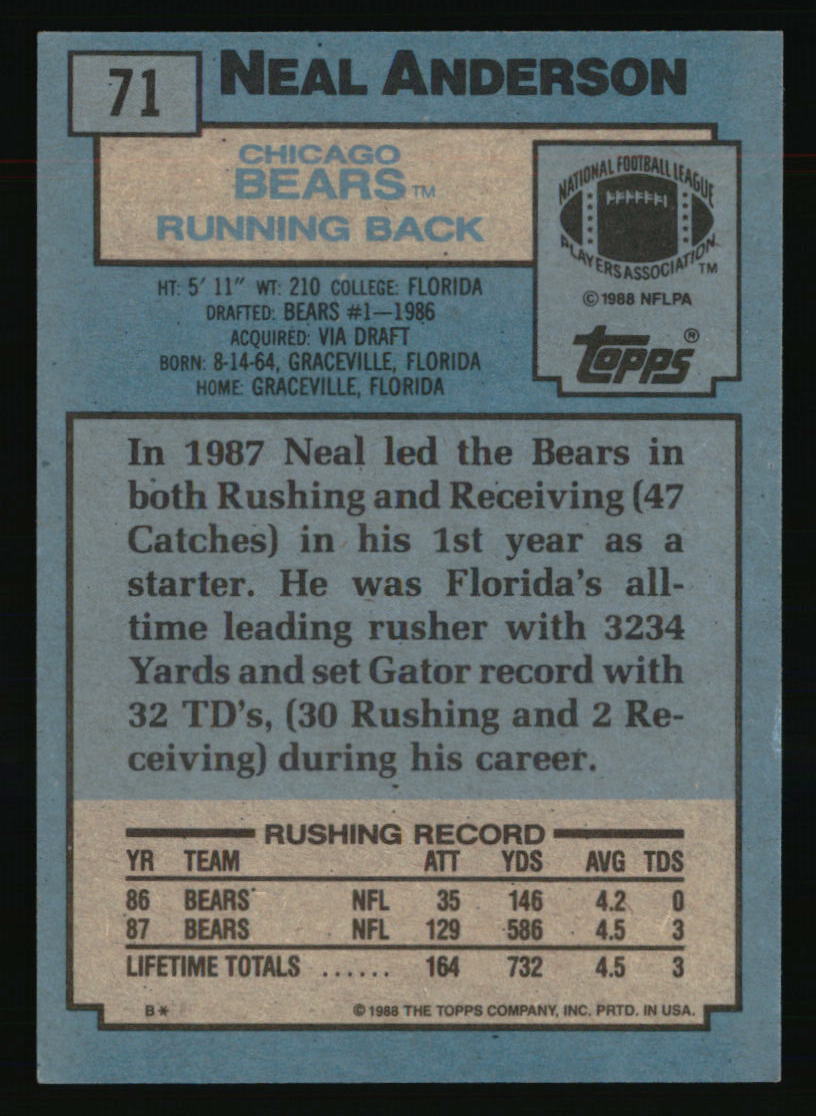 71
NEAL ANDERSON
CHICAGO
BEARS™
RUNNING BACK
NATIONAL FOOTBALL LEAGUE
PLAYERS ASSOCIATION™
©1988 NFLPA
topps®
HT: 5' 11" WT: 210 COLLEGE: FLORIDA
DRAFTED: BEARS #1—1986
ACQUIRED: VIA DRAFT
BORN: 8-14-64, GRACEVILLE, FLORIDA
HOME: GRACEVILLE, FLORIDA
In 1987 Neal led the Bears in
both Rushing and Receiving (47
Catches) in his 1st year as a
starter. He was Florida's all-
time leading rusher with 3234
Yards and set Gator record with
32 TD's, (30 Rushing and 2 Re-
ceiving) during his career.
RUSHING RECORD
YR TEAM ATT YDS AVG TDS
86 BEARS NFL 35 146 4.2 0
87 BEARS NFL 129 586 4.5 3
LIFETIME TOTALS ...... 164 732 4.5 3
B* ©1988 THE TOPPS COMPANY, INC. PRTD. IN USA.